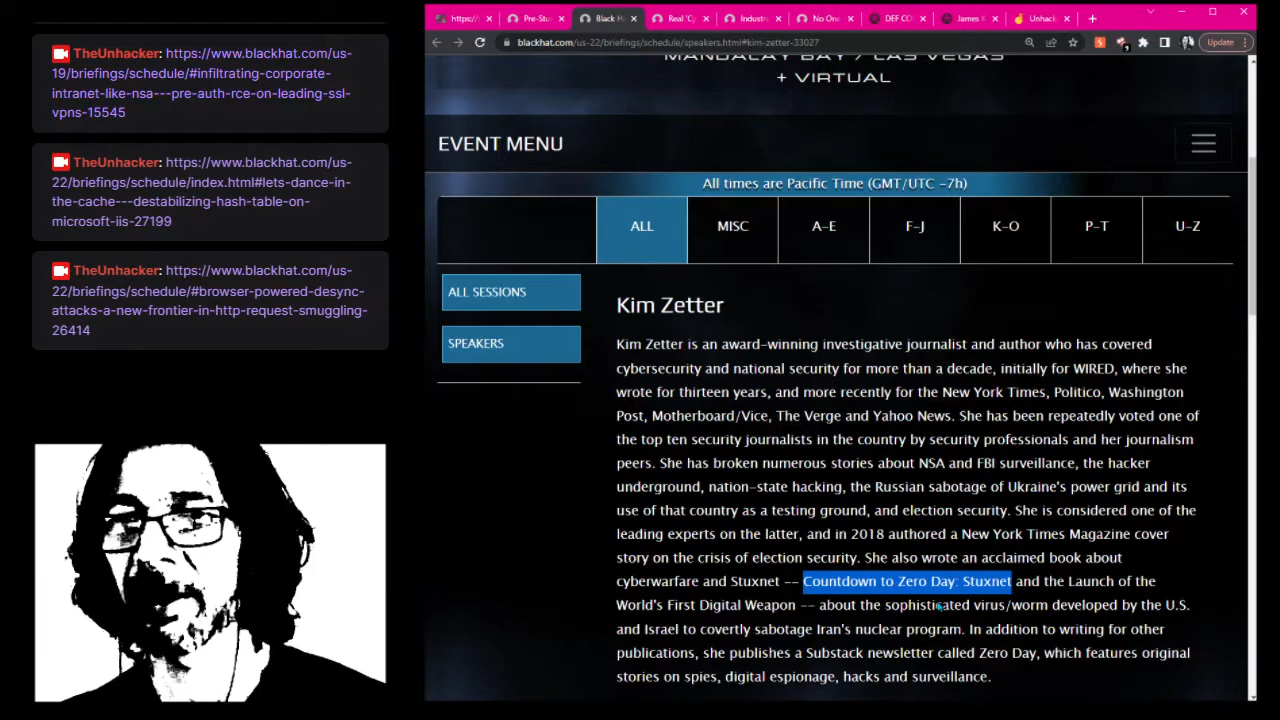 TheUnhacker: https://www.blackhat.com/us-
19/briefings/schedule/#infiltrating-corporate-
intranet-like-nsa---pre-auth-rce-on-leading-ssl-
vpns-15545
TheUnhacker: https://www.blackhat.com/us-
22/briefings/schedule/index.html#lets-dance-in-
the-cache---destabilizing-hash-table-on-
microsoft-iis-27199
TheUnhacker: https://www.blackhat.com/us-
22/briefings/schedule/#browser-powered-desync-
attacks-a-new-frontier-in-http-request-smuggling-
26414
https:// Pre-Stu Black H Real 'Cy Industr No One DEF CO James K Unhack
blackhat.com/us-22/briefings/schedule/speakers.html#kim-zetter-33027
Update
MANDALAY BAY / LAS VEGAS
+ VIRTUAL
EVENT MENU
All times are Pacific Time (GMT/UTC -7h)
ALL MISC A-E F-J K-O P-T U-Z
ALL SESSIONS
SPEAKERS
Kim Zetter
Kim Zetter is an award-winning investigative journalist and author who has covered
cybersecurity and national security for more than a decade, initially for WIRED, where she
wrote for thirteen years, and more recently for the New York Times, Politico, Washington
Post, Motherboard/Vice, The Verge and Yahoo News. She has been repeatedly voted one of
the top ten security journalists in the country by security professionals and her journalism
peers. She has broken numerous stories about NSA and FBI surveillance, the hacker
underground, nation-state hacking, the Russian sabotage of Ukraine's power grid and its
use of that country as a testing ground, and election security. She is considered one of the
leading experts on the latter, and in 2018 authored a New York Times Magazine cover
story on the crisis of election security. She also wrote an acclaimed book about
cyberwarfare and Stuxnet -- Countdown to Zero Day: Stuxnet and the Launch of the
World's First Digital Weapon -- about the sophisticated virus/worm developed by the U.S.
and Israel to covertly sabotage Iran's nuclear program. In addition to writing for other
publications, she publishes a Substack newsletter called Zero Day, which features original
stories on spies, digital espionage, hacks and surveillance.